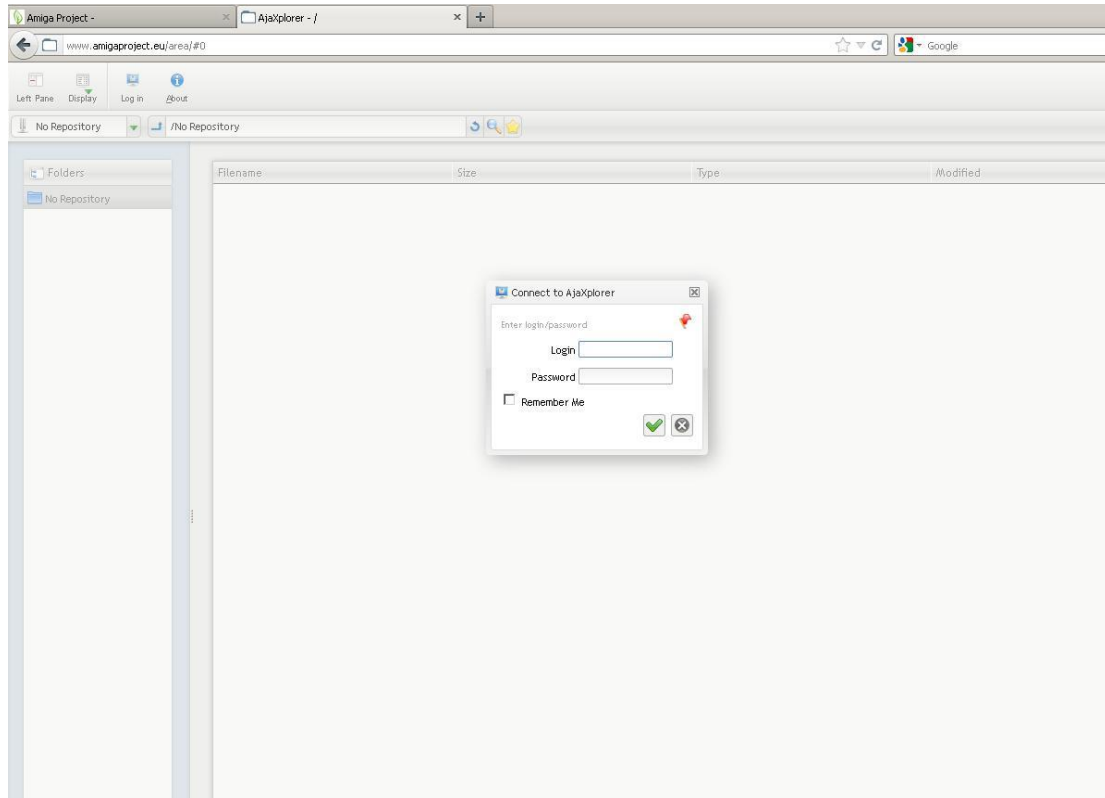 Amiga Project -
AjaXplorer - /
www.amigaproject.eu/area/#0
Google
Left Pane Display Log in About
No Repository /No Repository
Folders Filename Size Type Modified
No Repository
Connect to AjaXplorer
Enter login/password
Login
Password
Remember Me